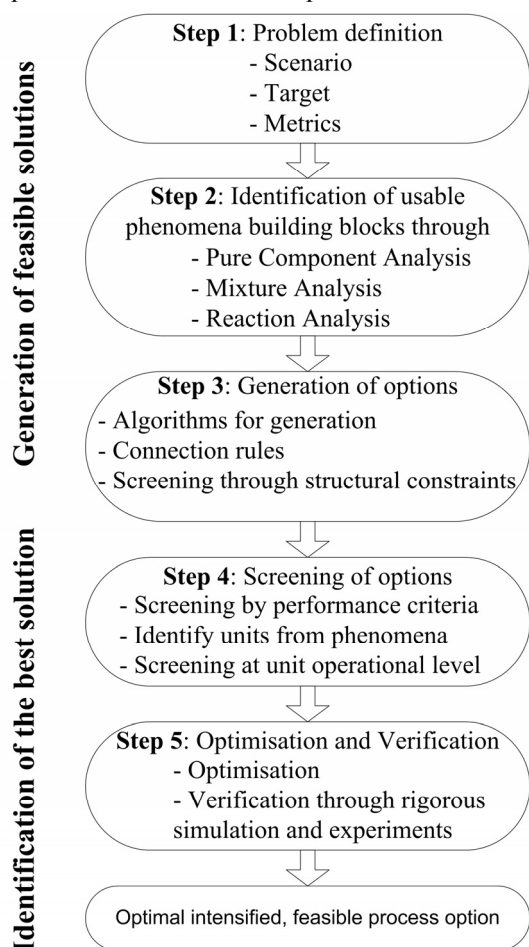 Generation of feasible solutions
Step 1: Problem definition
- Scenario
- Target
- Metrics
Step 2: Identification of usable
phenomena building blocks through
- Pure Component Analysis
- Mixture Analysis
- Reaction Analysis
Step 3: Generation of options
- Algorithms for generation
- Connection rules
- Screening through structural constraints
Identification of the best solution
Step 4: Screening of options
- Screening by performance criteria
- Identify units from phenomena
- Screening at unit operational level
Step 5: Optimisation and Verification
- Optimisation
- Verification through rigorous
simulation and experiments
Optimal intensified, feasible process option